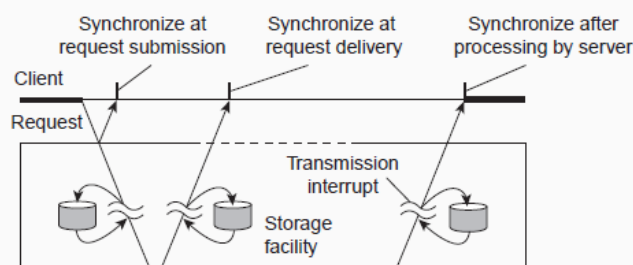 Synchronize at
request submission
Synchronize at
request delivery
Synchronize after
processing by server
Client
Request
Transmission
interrupt
Storage
facility